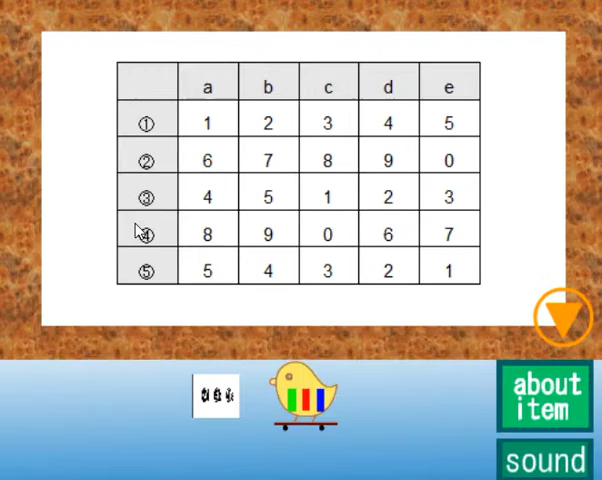 a b c d e
① 1 2 3 4 5
② 6 7 8 9 0
③ 4 5 1 2 3
④ 8 9 0 6 7
⑤ 5 4 3 2 1
about
item
sound